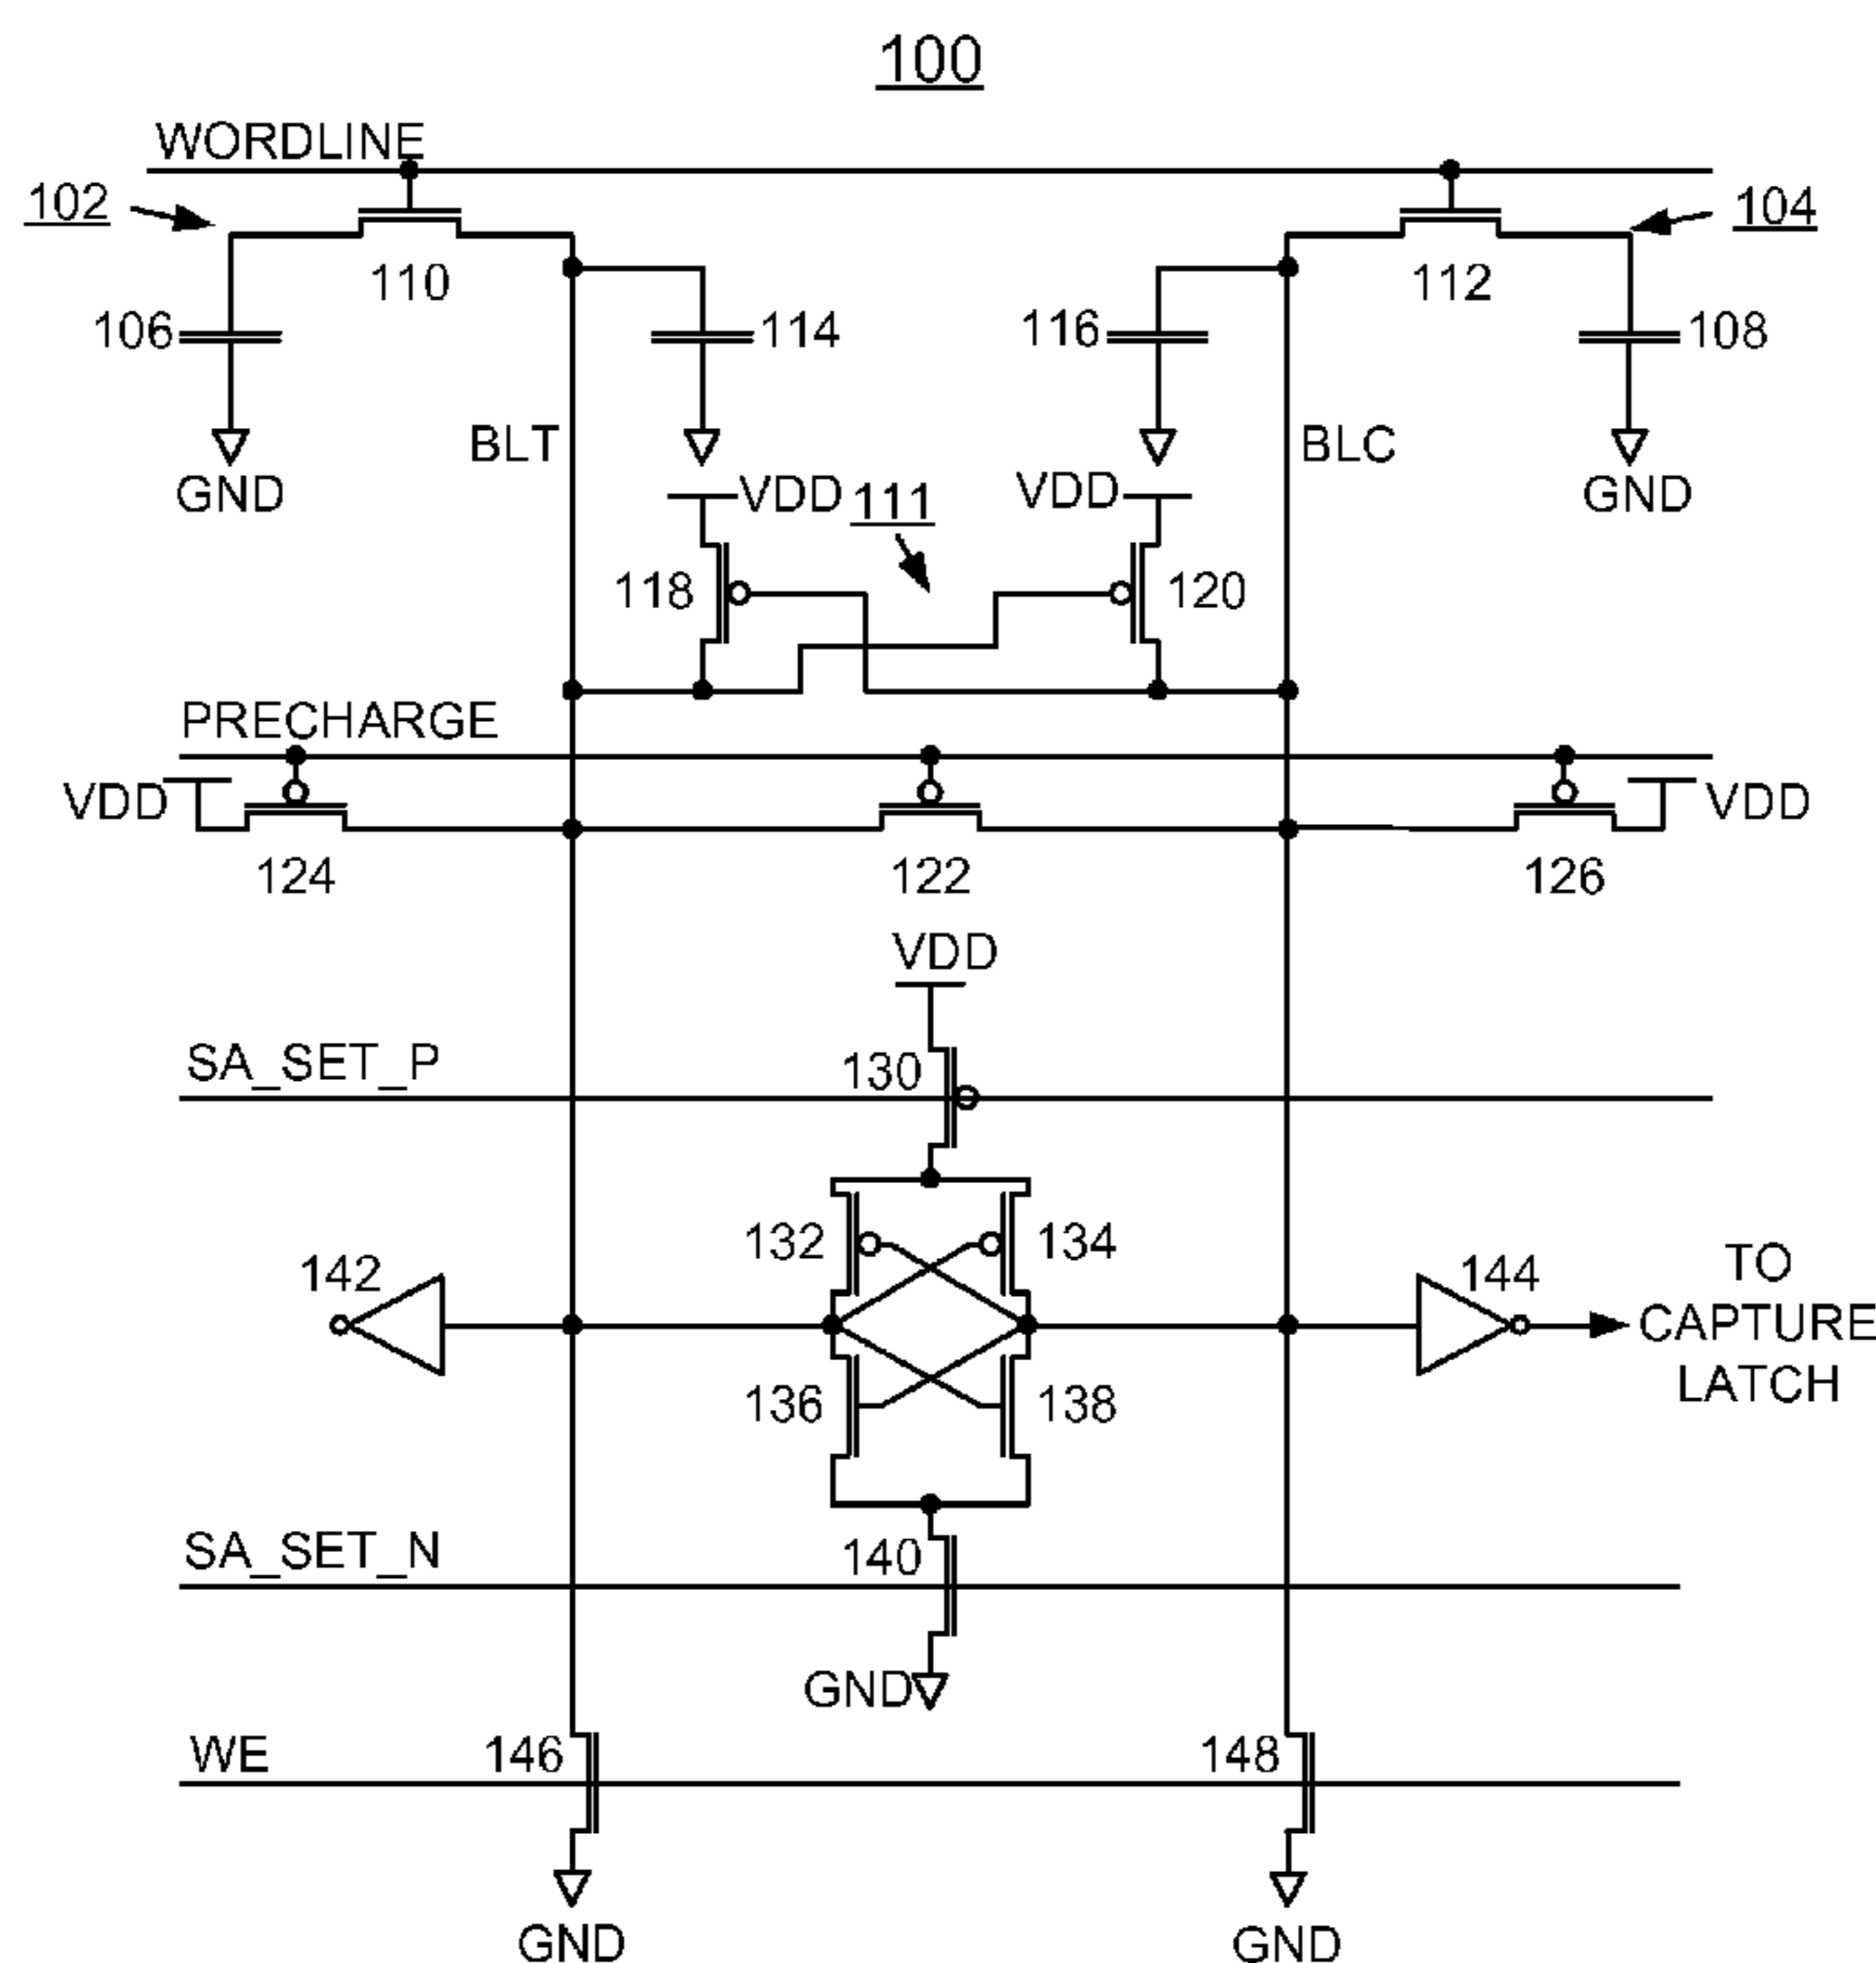 100
WORDLINE
102
104
110
112
106
114
116
108
BLT
BLC
GND
VDD
111
VDD
GND
118
120
PRECHARGE
VDD
VDD
124
122
126
VDD
SA_SET_P
130
132
134
142
144
TO
CAPTURE
LATCH
136
138
SA_SET_N
140
GND
WE
146
148
GND
GND